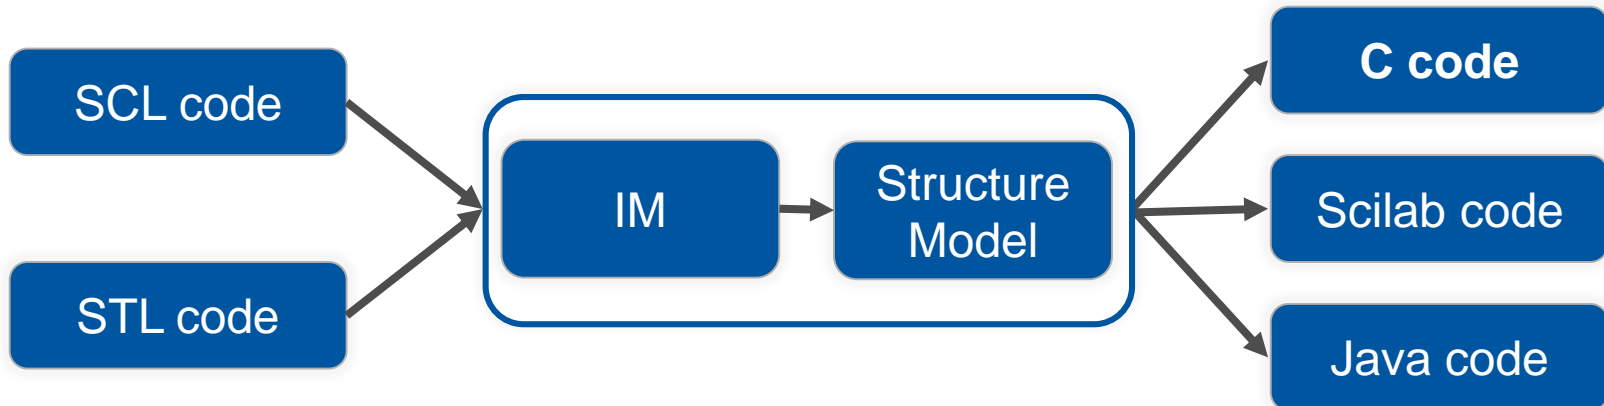 SCL code
STL code
IM
Structure
Model
C code
Scilab code
Java code